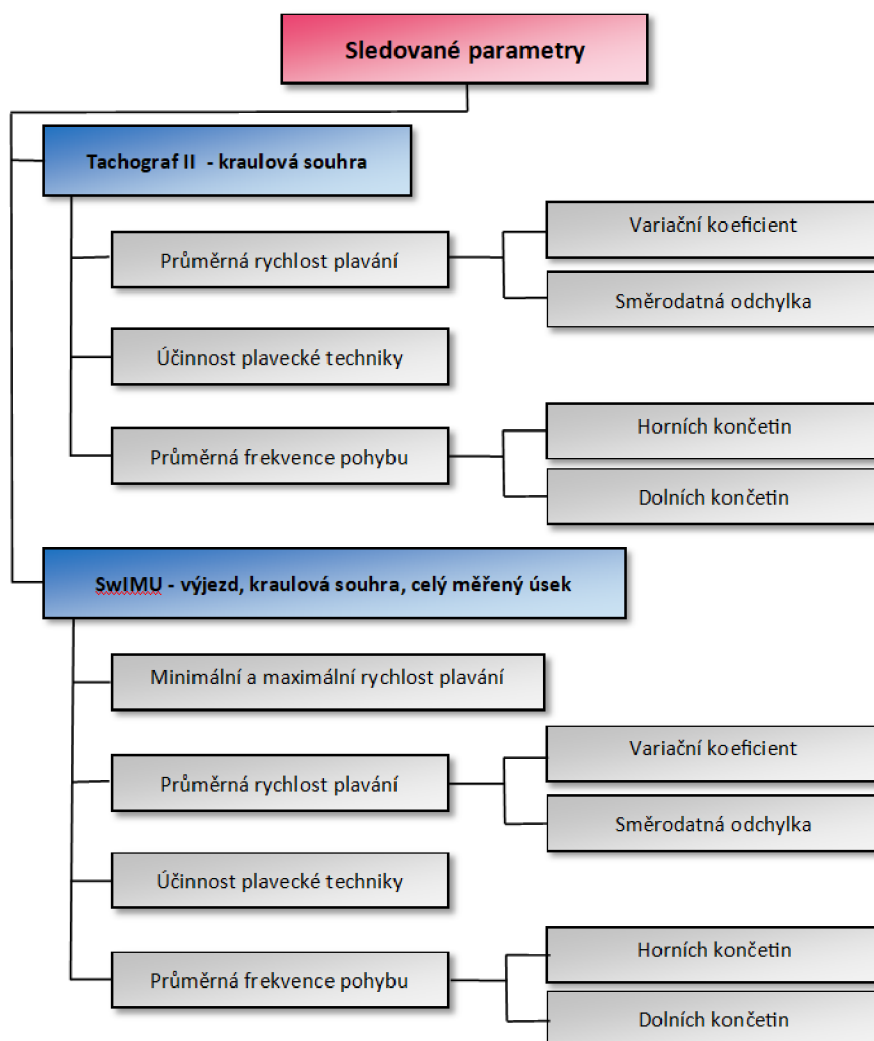 Sledované parametry
Tachograf II - kraulová souhra
Průměrná rychlost plavání
Variační koeficient
Směrodatná odchylka
Účinnost plavecké techniky
Průměrná frekvence pohybu
Horních končetin
Dolních končetin
SwIMU - výjezd, kraulová souhra, celý měřený úsek
Minimální a maximální rychlost plavání
Průměrná rychlost plavání
Variační koeficient
Směrodatná odchylka
Účinnost plavecké techniky
Průměrná frekvence pohybu
Horních končetin
Dolních končetin